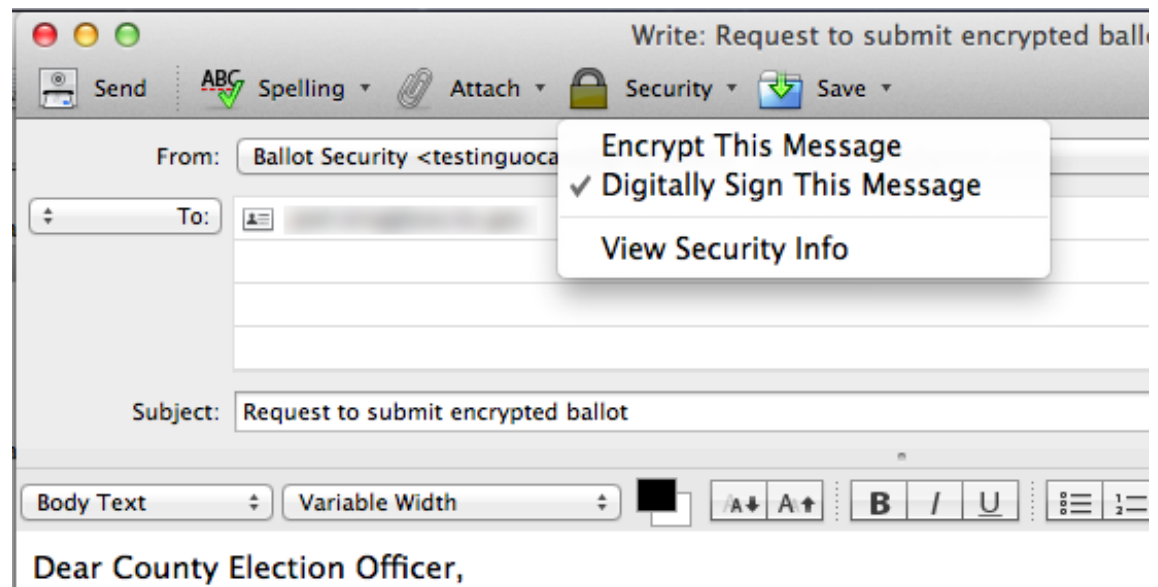 Write: Request to submit encrypted ball
Send ABC Spelling Attach Security Save
From: Ballot Security <testinguoca
Encrypt This Message
✓ Digitally Sign This Message
View Security Info
To:
Subject: Request to submit encrypted ballot
Body Text Variable Width A A B I U
Dear County Election Officer,